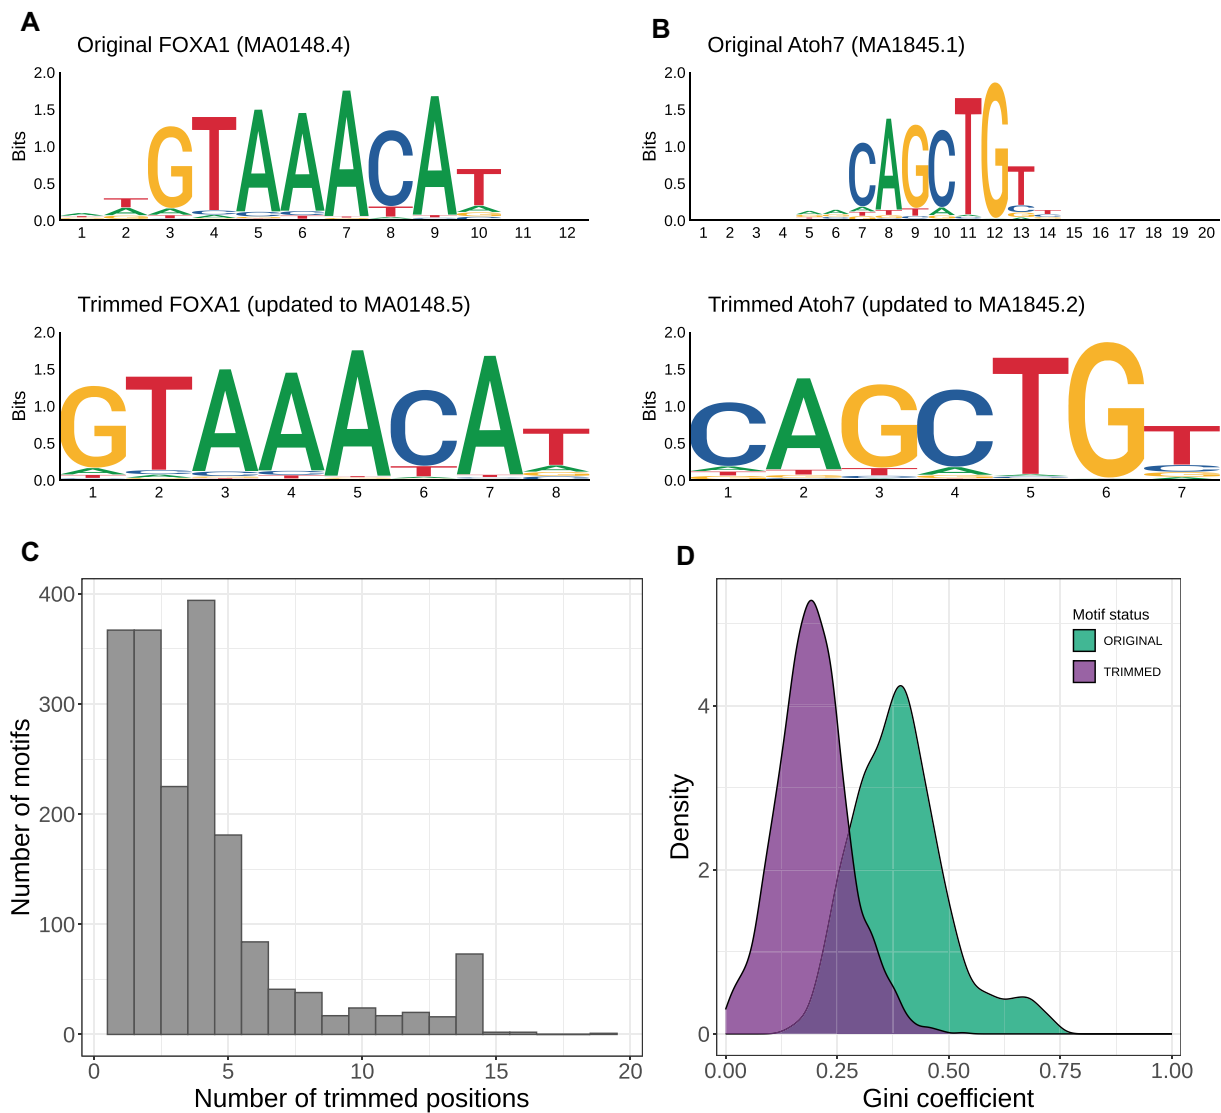 A
Original FOXA1 (MA0148.4)
Bits
2.0
1.5
1.0
0.5
0.0
TGTAAACAT
1 2 3 4 5 6 7 8 9 10 11 12
B
Original Atoh7 (MA1845.1)
Bits
2.0
1.5
1.0
0.5
0.0
CAGCTGT
1 2 3 4 5 6 7 8 9 10 11 12 13 14 15 16 17 18 19 20
Trimmed FOXA1 (updated to MA0148.5)
Bits
2.0
1.5
1.0
0.5
0.0
GTAAACAT
1 2 3 4 5 6 7 8
Trimmed Atoh7 (updated to MA1845.2)
Bits
2.0
1.5
1.0
0.5
0.0
CAGCTGT
1 2 3 4 5 6 7
C
Number of motifs
400
300
200
100
0
0 5 10 15 20
Number of trimmed positions
D
Density
4
2
0
Motif status
ORIGINAL
TRIMMED
0.00 0.25 0.50 0.75 1.00
Gini coefficient